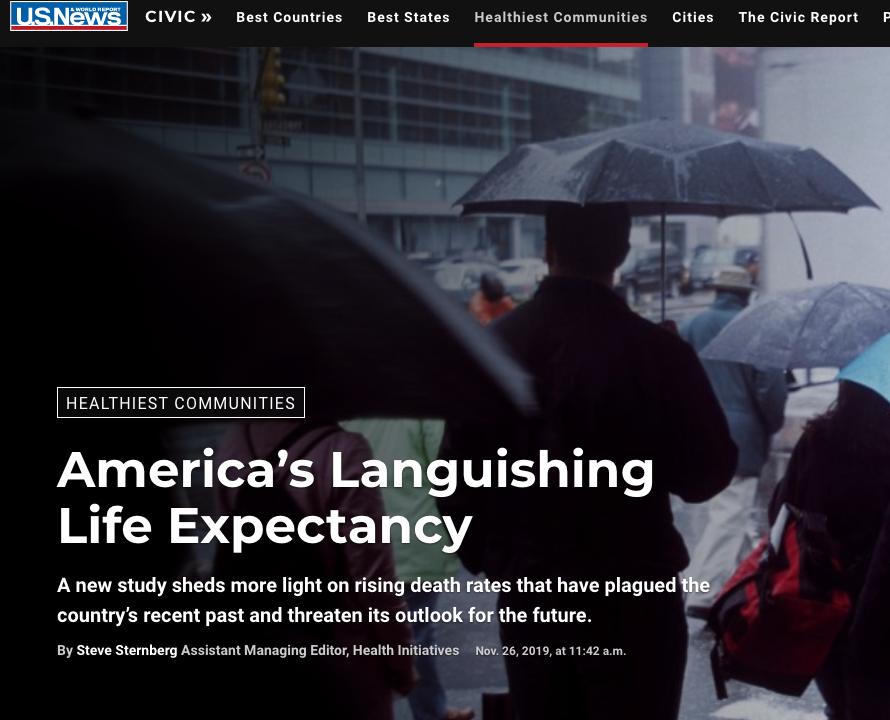 U.S.News
& WORLD REPORT
CIVIC »
Best Countries
Best States
Healthiest Communities
Cities
The Civic Report
P
HEALTHIEST COMMUNITIES
America’s Languishing
Life Expectancy
A new study sheds more light on rising death rates that have plagued the
country’s recent past and threaten its outlook for the future.
By Steve Sternberg Assistant Managing Editor, Health Initiatives Nov. 26, 2019, at 11:42 a.m.